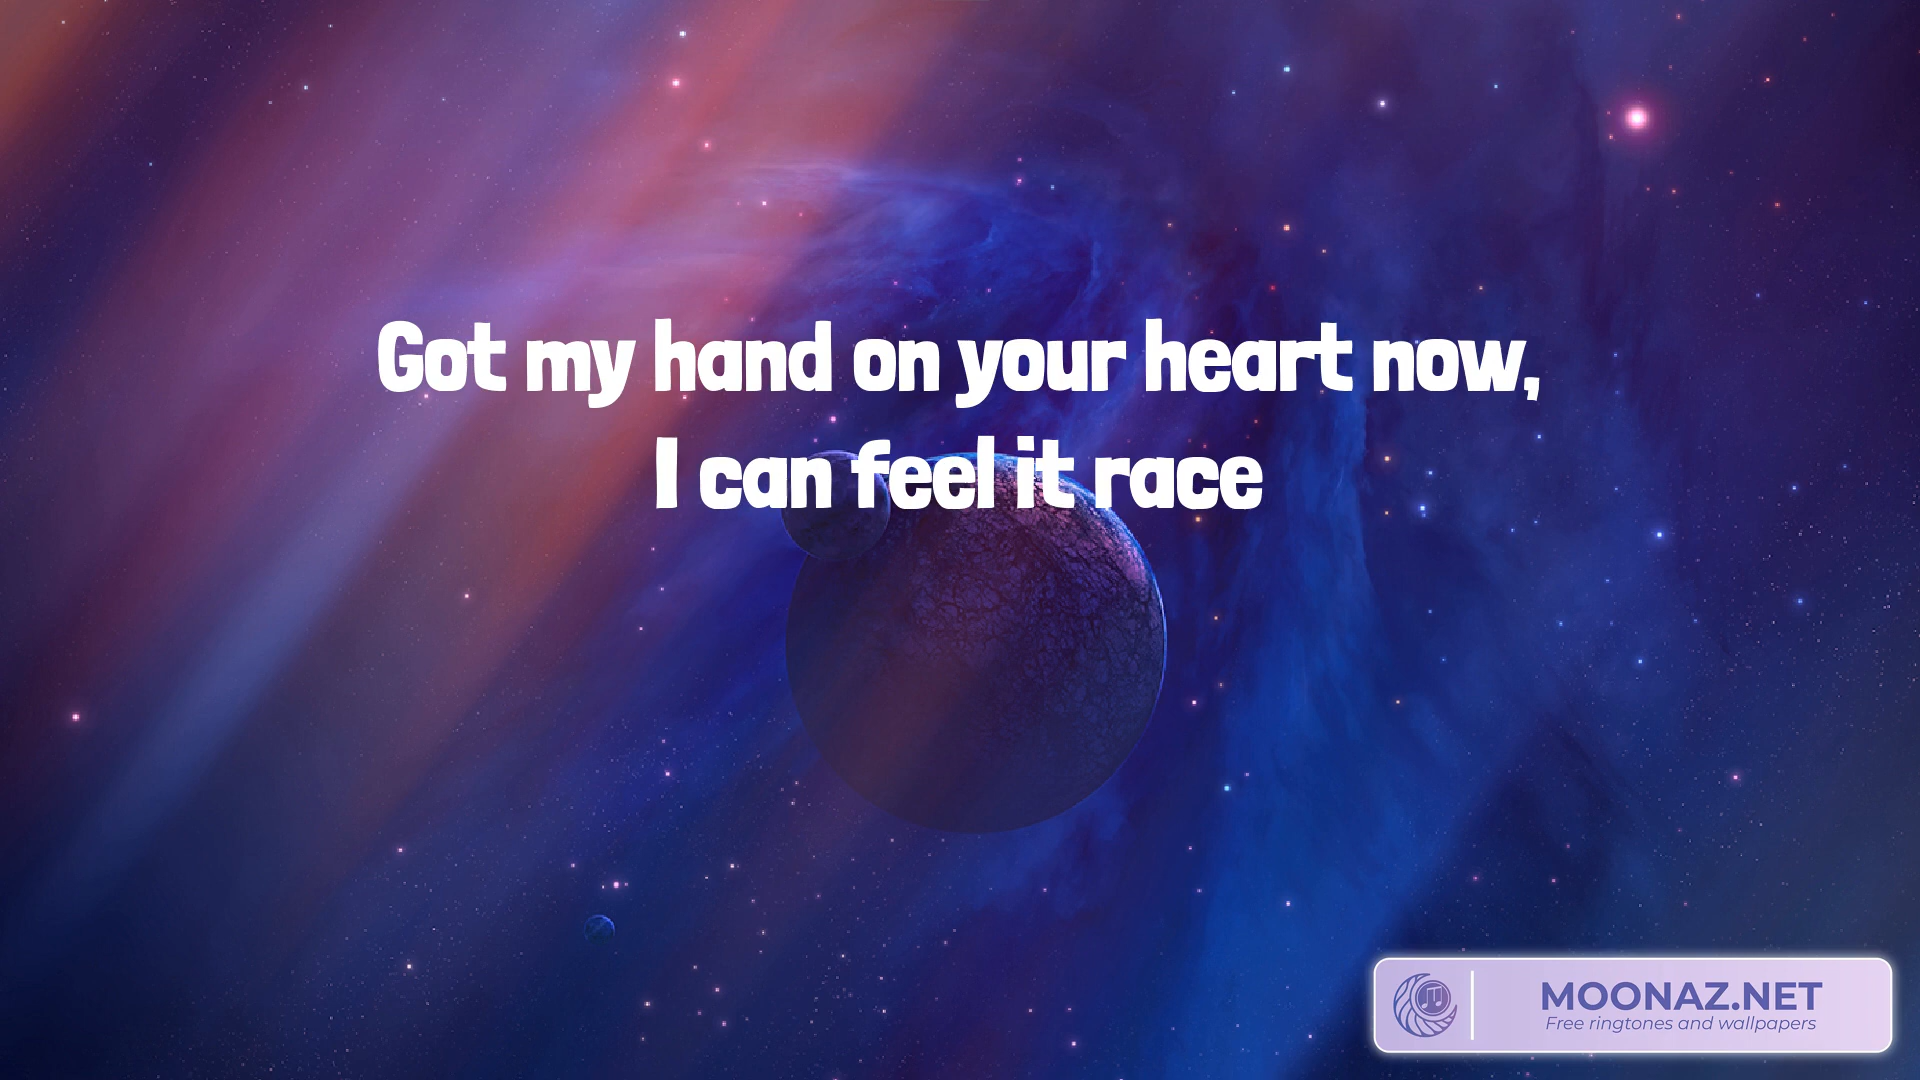 Got my hand on your heart now,
I can feel it race
MOONAZ.NET
Free ringtones and wallpapers